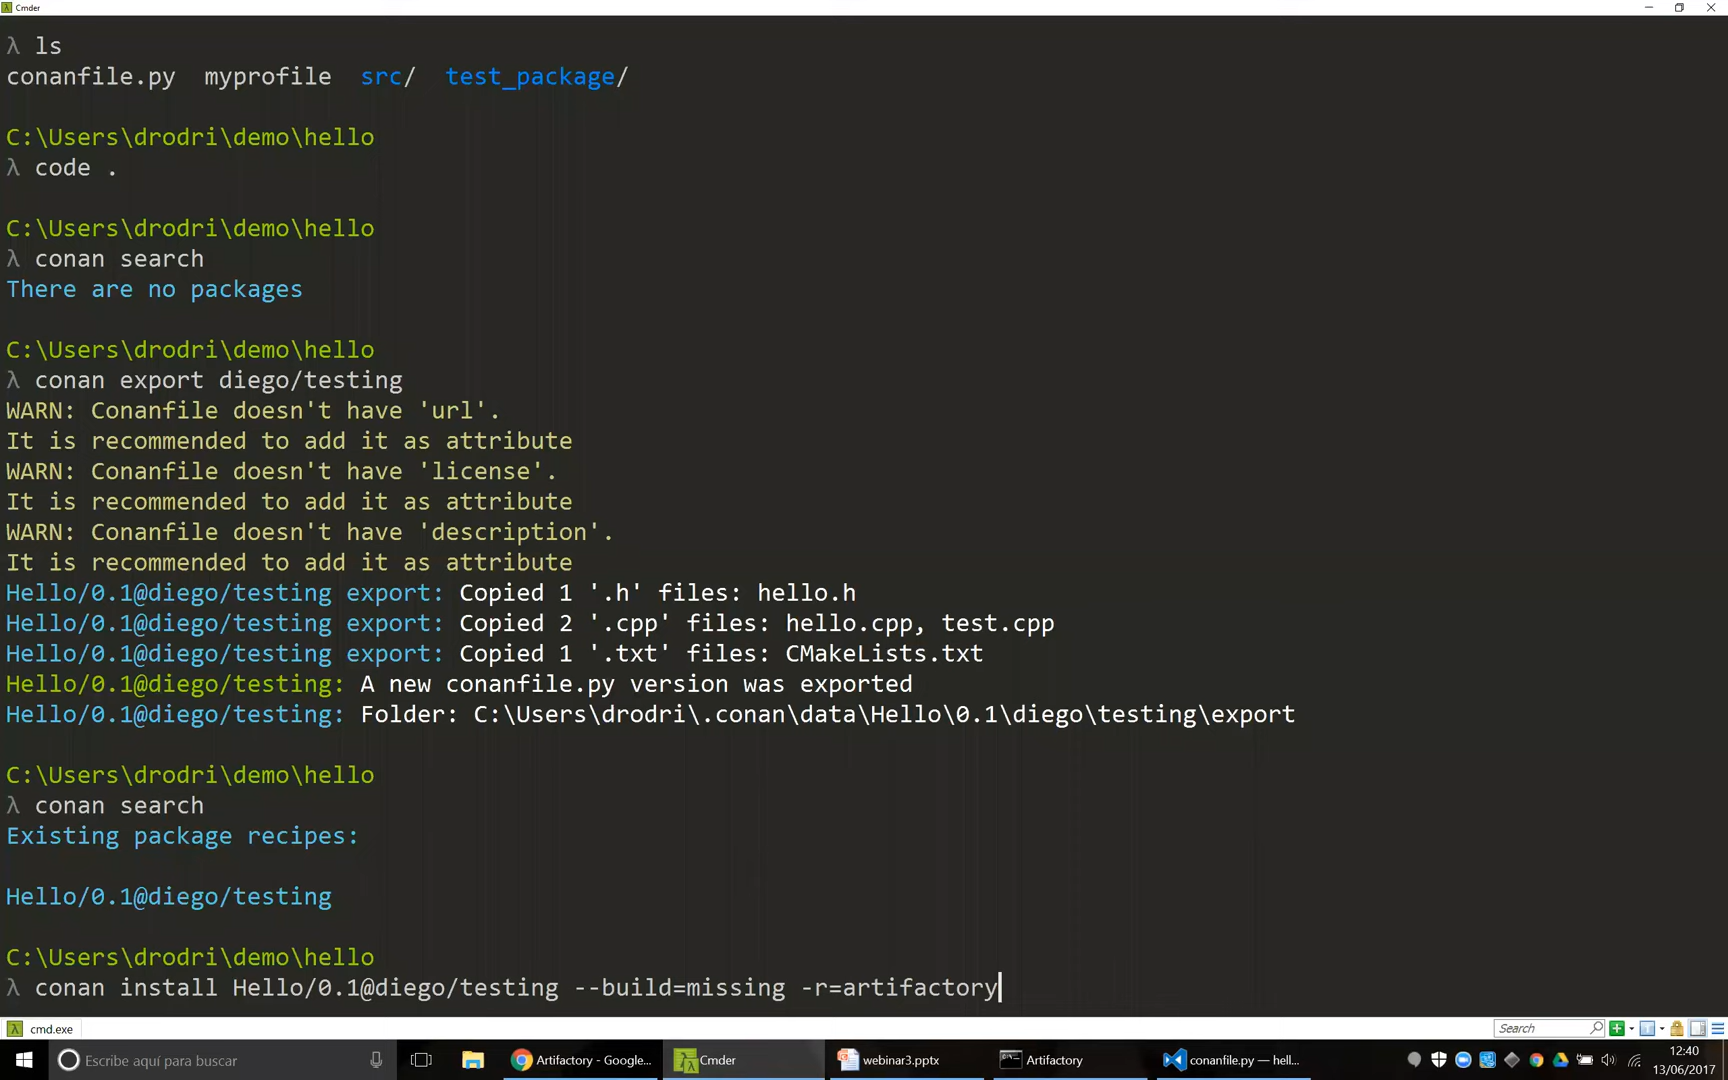 Cmder
λ ls
conanfile.py myprofile src/ test_package/
C:\Users\drodri\demo\hello
λ code .
C:\Users\drodri\demo\hello
λ conan search
There are no packages
C:\Users\drodri\demo\hello
λ conan export diego/testing
WARN: Conanfile doesn't have 'url'.
It is recommended to add it as attribute
WARN: Conanfile doesn't have 'license'.
It is recommended to add it as attribute
WARN: Conanfile doesn't have 'description'.
It is recommended to add it as attribute
Hello/0.1@diego/testing export: Copied 1 '.h' files: hello.h
Hello/0.1@diego/testing export: Copied 2 '.cpp' files: hello.cpp, test.cpp
Hello/0.1@diego/testing export: Copied 1 '.txt' files: CMakeLists.txt
Hello/0.1@diego/testing: A new conanfile.py version was exported
Hello/0.1@diego/testing: Folder: C:\Users\drodri\.conan\data\Hello\0.1\diego\testing\export
C:\Users\drodri\demo\hello
λ conan search
Existing package recipes:
Hello/0.1@diego/testing
C:\Users\drodri\demo\hello
λ conan install Hello/0.1@diego/testing --build=missing -r=artifactory
cmd.exe Search
Escribe aquí para buscar Artifactory - Google... Cmder webinar3.pptx Artifactory conanfile.py — hell... 12:40
13/06/2017